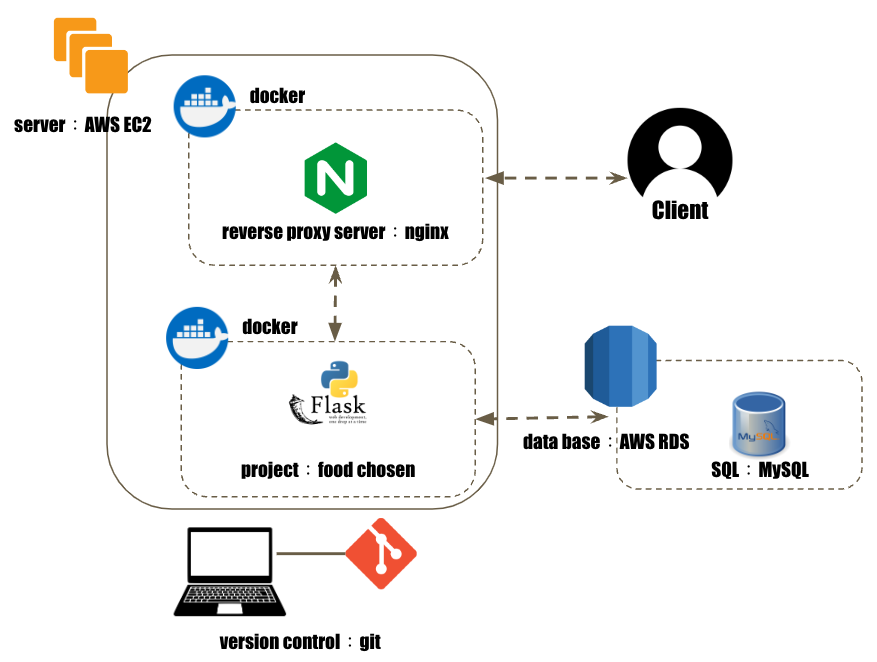 docker
server：AWS EC2
N
reverse proxy server：nginx
Client
docker
Flask
web development,
one drop at a time
project：food chosen
data base：AWS RDS
MySQL
SQL：MySQL
version control：git